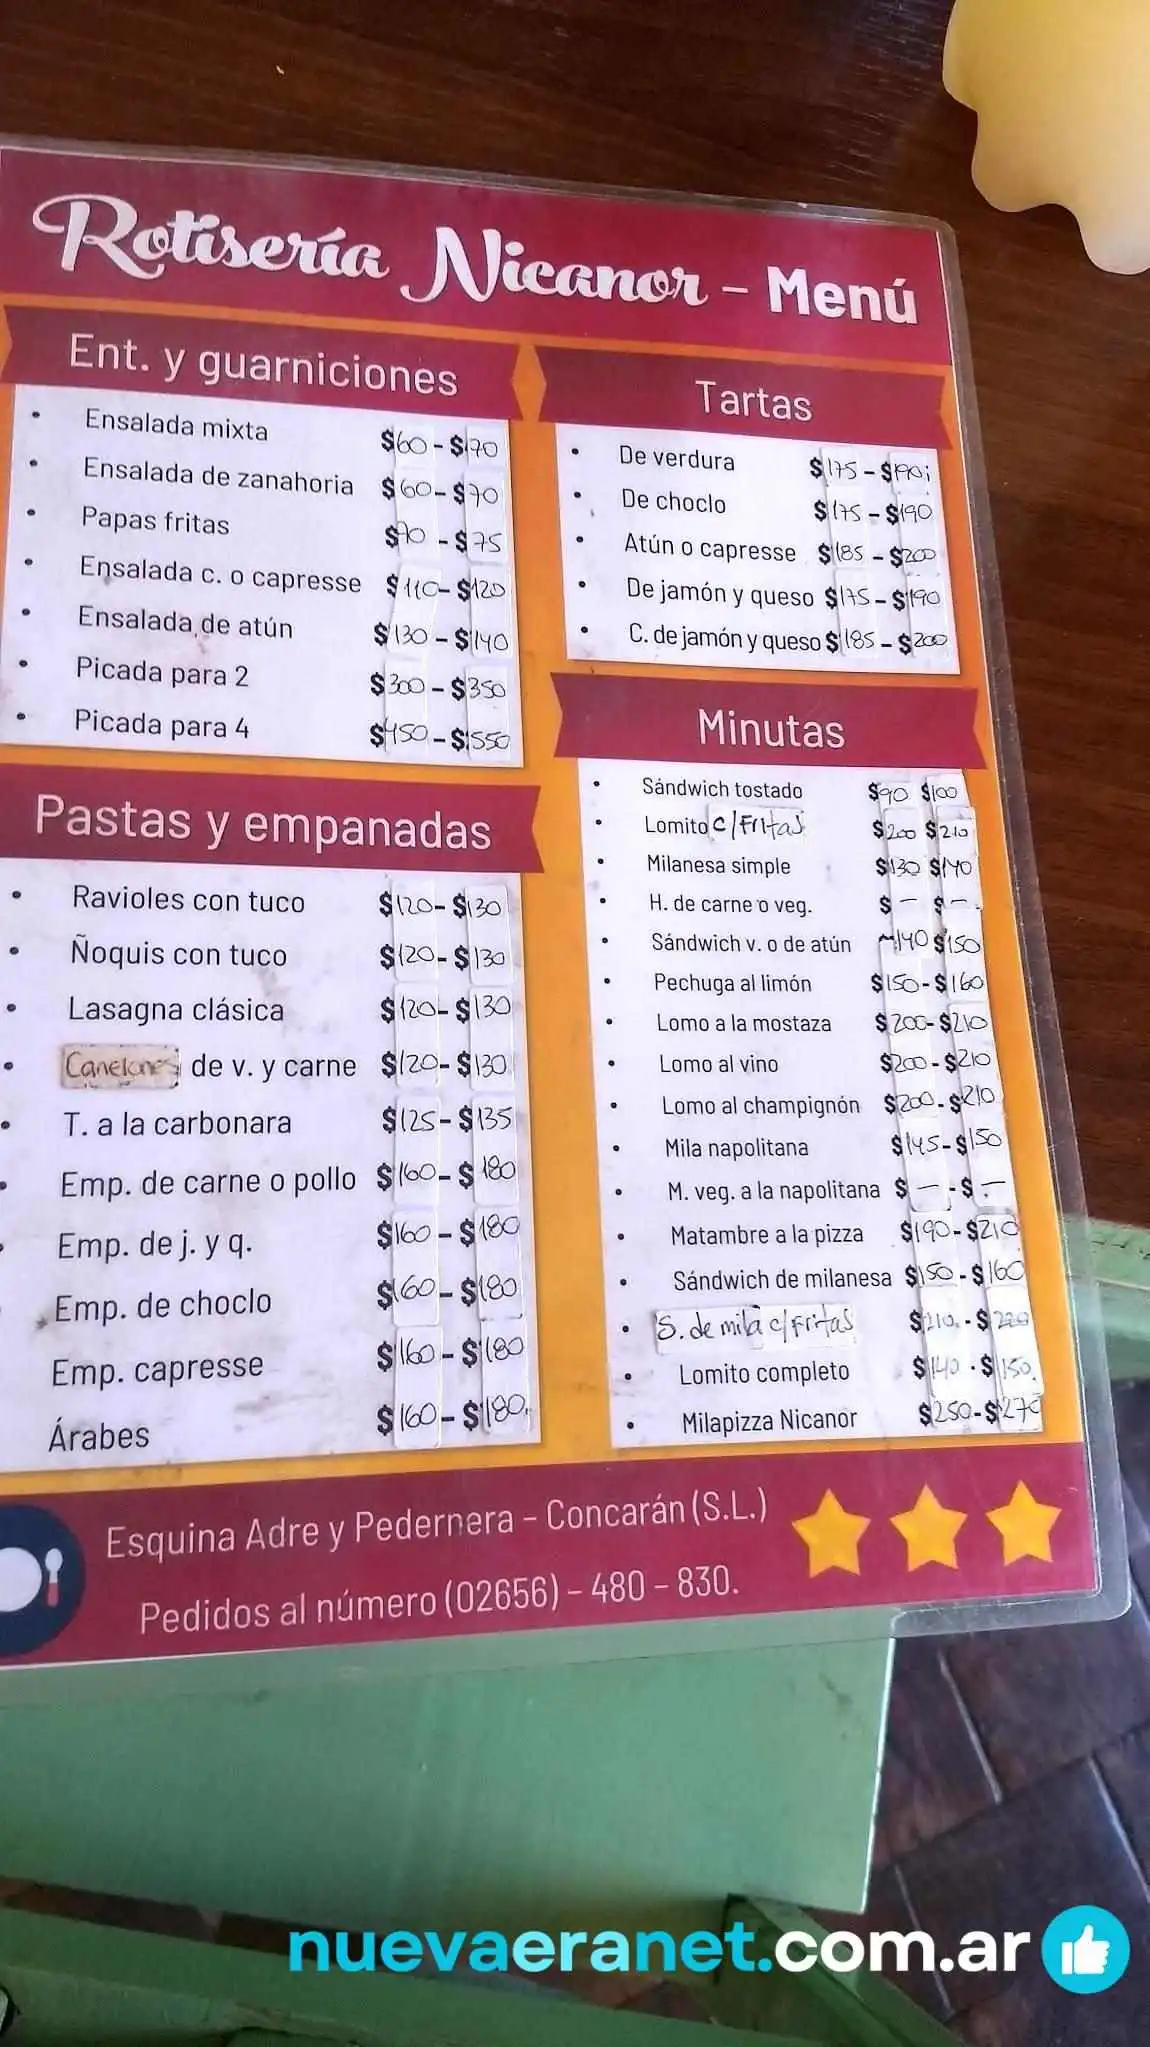 Rotisería Nicanor - Menú
Ent. y guarniciones
• Ensalada mixta $60 - $70
• Ensalada de zanahoria $60 - $70
• Papas fritas $70 - $75
• Ensalada c. o capresse $110 - $120
• Ensalada de atún $130 - $140
• Picada para 2 $300 - $350
• Picada para 4 $450 - $550
Pastas y empanadas
• Ravioles con tuco $120 - $130
• Ñoquis con tuco $120 - $130
• Lasagna clásica $120 - $130
• Canelones de v. y carne $120 - $130
• T. a la carbonara $125 - $135
• Emp. de carne o pollo $160 - $180
• Emp. de j. y q. $160 - $180
Emp. de choclo $160 - $180
Emp. capresse $160 - $180
Árabes $160 - $180
Tartas
• De verdura $175 - $190
• De choclo $175 - $190
• Atún o capresse $185 - $200
• De jamón y queso $175 - $190
• C. de jamón y queso $185 - $200
Minutas
• Sándwich tostado $90 $100
• Lomito c/Fritas $200 $210
• Milanesa simple $130 $140
• H. de carne o veg. $ - $ -
• Sándwich v. o de atún 140 $150
• Pechuga al limón $150 - $160
• Lomo a la mostaza $200 - $210
• Lomo al vino $200 - $210
• Lomo al champignón $200 - $210
• Mila napolitana $145 - $150
• M. veg. a la napolitana $ - - $ -
• Matambre a la pizza $190 - $210
• Sándwich de milanesa $150 - $160
• S. de mila c/fritas $210 - $220
• Lomito completo $140 - $150
• Milapizza Nicanor $250 - $270
Esquina Adre y Pedernera - Concarán (S.L.)
Pedidos al número (02656) - 480 - 830.
nuevaeranet.com.ar